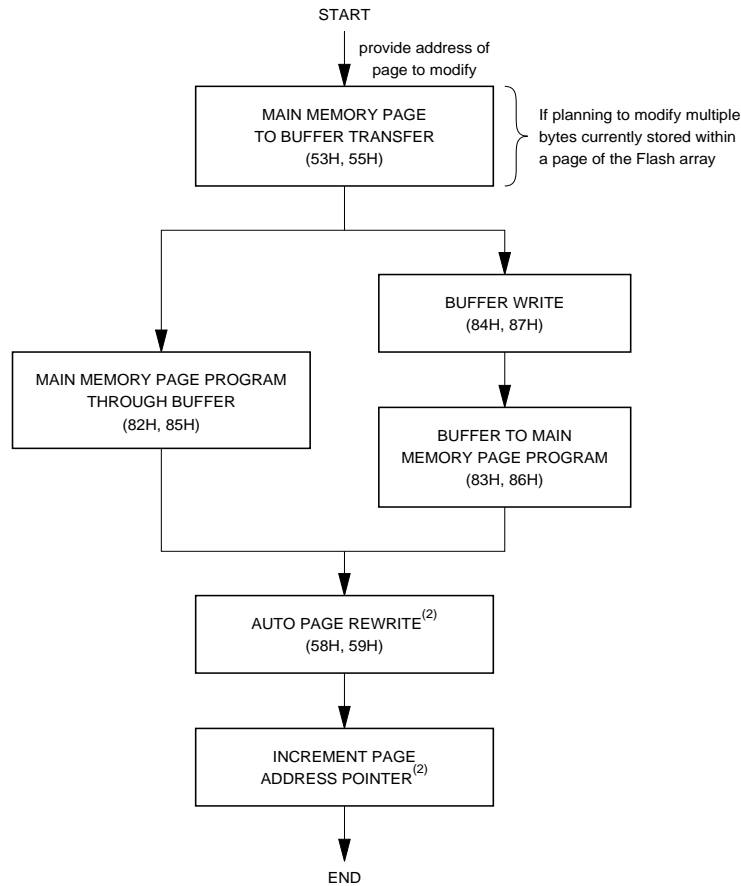 START
provide address of
page to modify
MAIN MEMORY PAGE
TO BUFFER TRANSFER
(53H, 55H)
If planning to modify multiple
bytes currently stored within
a page of the Flash array
BUFFER WRITE
(84H, 87H)
MAIN MEMORY PAGE PROGRAM
THROUGH BUFFER
(82H, 85H)
BUFFER TO MAIN
MEMORY PAGE PROGRAM
(83H, 86H)
AUTO PAGE REWRITE(2)
(58H, 59H)
INCREMENT PAGE
ADDRESS POINTER(2)
END